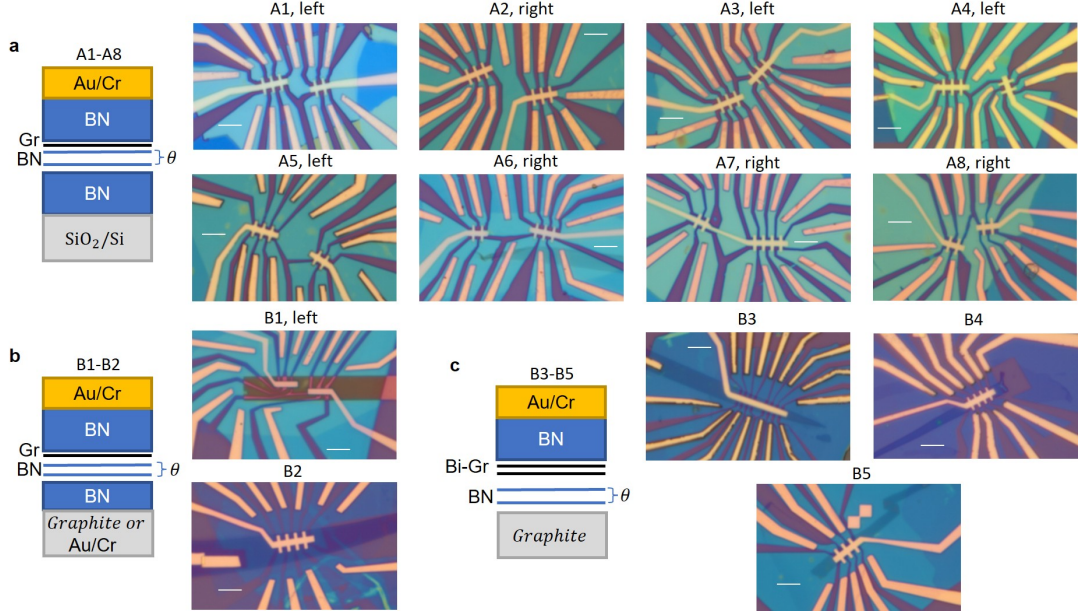 a
A1-A8
Au/Cr
BN
Gr
BN
θ
BN
SiO₂/Si
A1, left
A2, right
A3, left
A4, left
A5, left
A6, right
A7, right
A8, right
b
B1-B2
Au/Cr
BN
Gr
BN
θ
BN
Graphite or
Au/Cr
B1, left
B2
c
B3-B5
Au/Cr
BN
Bi-Gr
BN
θ
Graphite
B3
B4
B5